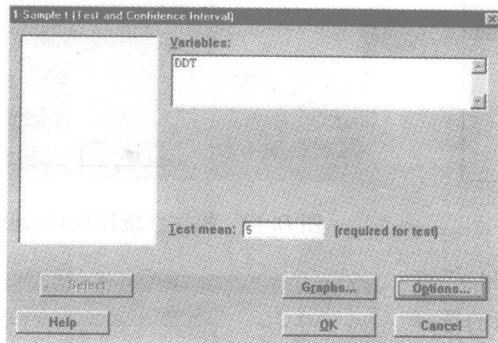 1-Sample t (Test and Confidence Interval)
Variables:
DDT
Test mean: 5 (required for test)
Select
Graphs...
Options...
Help
OK
Cancel